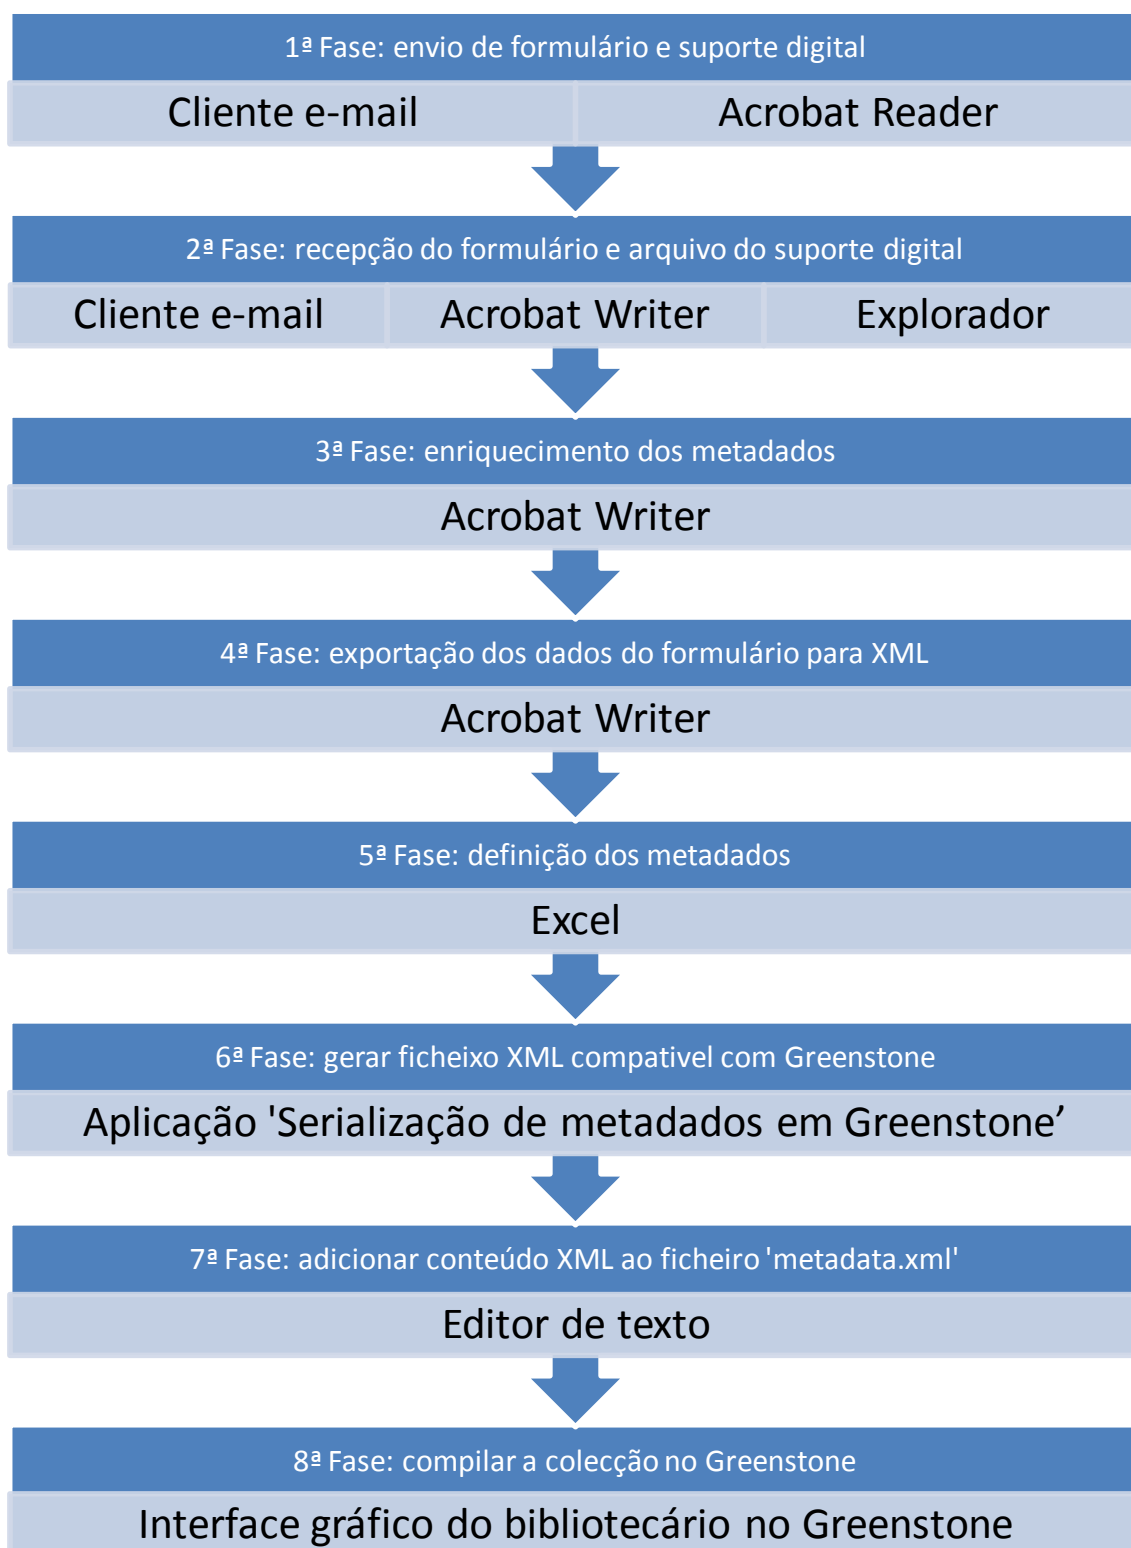 1ª Fase: envio de formulário e suporte digital
Cliente e-mail Acrobat Reader
2ª Fase: recepção do formulário e arquivo do suporte digital
Cliente e-mail Acrobat Writer Explorador
3ª Fase: enriquecimento dos metadados
Acrobat Writer
4ª Fase: exportação dos dados do formulário para XML
Acrobat Writer
5ª Fase: definição dos metadados
Excel
6ª Fase: gerar ficheixo XML compativel com Greenstone
Aplicação 'Serialização de metadados em Greenstone’
7ª Fase: adicionar conteúdo XML ao ficheiro 'metadata.xml'
Editor de texto
8ª Fase: compilar a colecção no Greenstone
Interface gráfico do bibliotecário no Greenstone